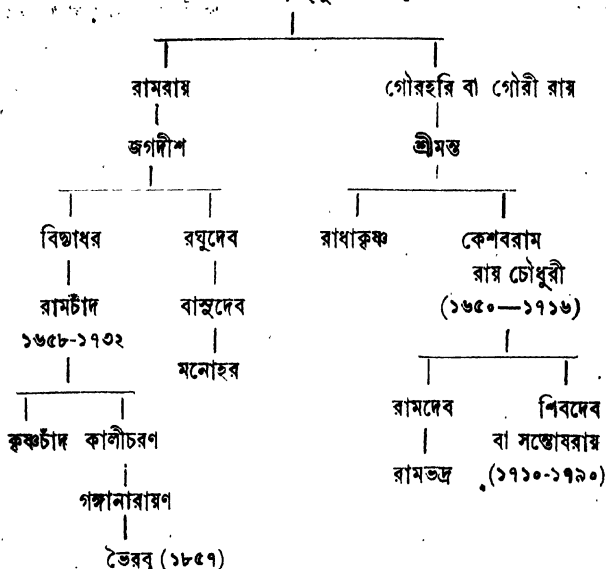 রামরায় গৌরহরি বা গৌরী রায়
জগদীশ শ্রীমন্ত
বিদ্যাধর রঘুদেব রাধাকৃষ্ণ কেশবরাম
রামচাঁদ বাসুদেব রায় চৌধুরী
১৬৫৮-১৭৩২ (১৬৫০—১৭১৬)
মনোহর
রামদেব শিবদেব
কৃষ্ণচাঁদ কালীচরণ বা সন্তোষরায়
রামভদ্র (১৭১০-১৭৯০)
গঙ্গানারায়ণ
ভৈরব (১৮৫৭)